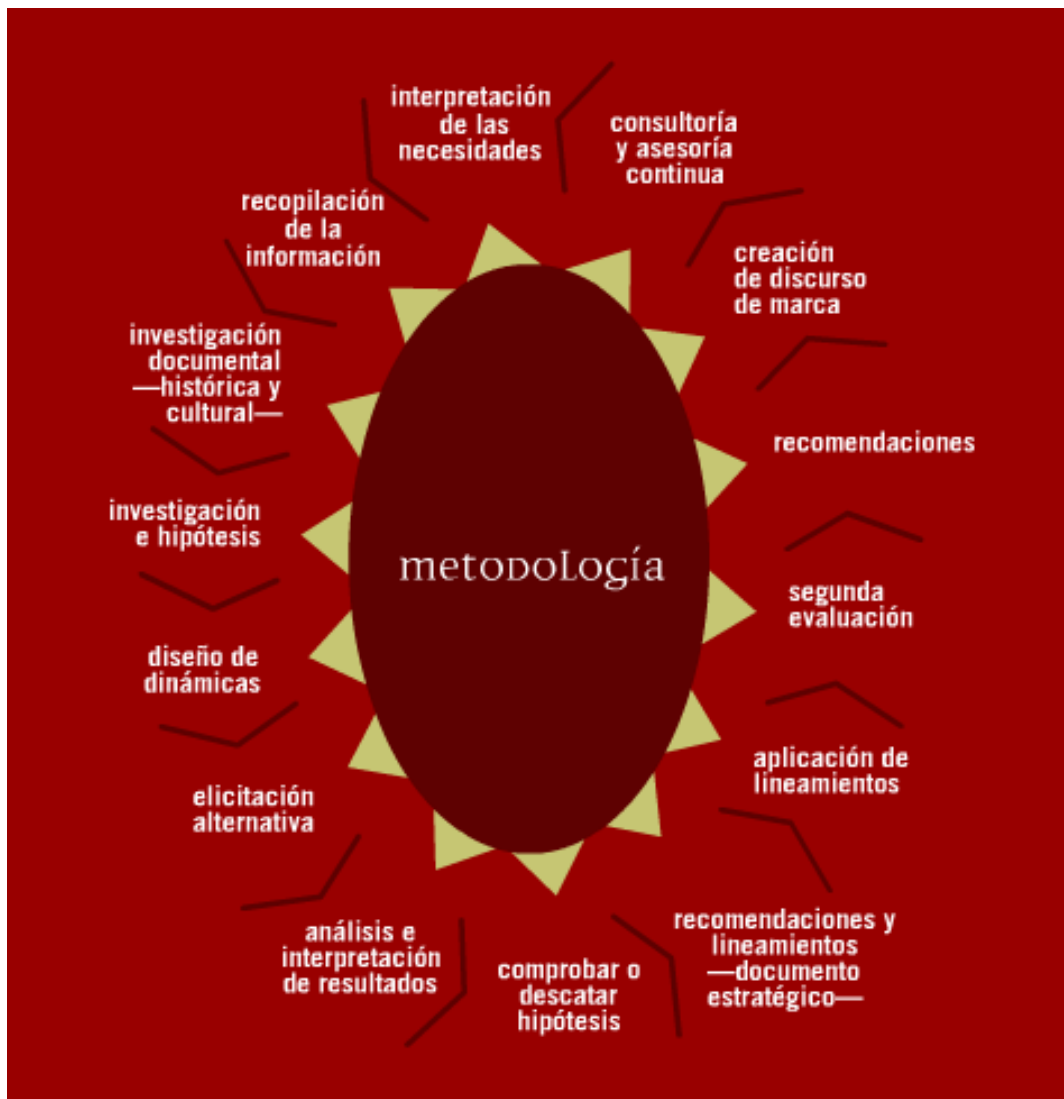 interpretación
de las
necesidades
consultoría
y asesoría
continua
recopilación
de la
información
creación
de discurso
de marca
investigación
documental
—histórica y
cultural—
recomendaciones
investigación
e hipótesis
metodología
segunda
evaluación
diseño de
dinámicas
aplicación de
lineamientos
elicitación
alternativa
análisis e
interpretación
de resultados
comprobar o
descatar
hipótesis
recomendaciones y
lineamientos
—documento
estratégico—